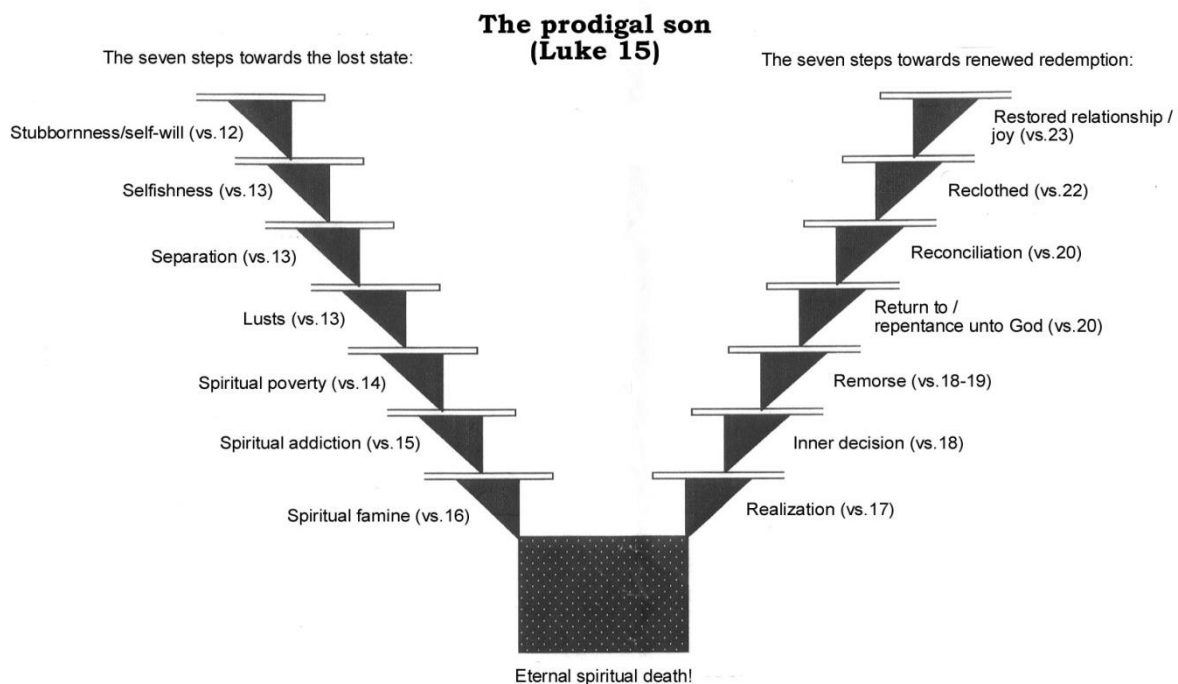 The prodigal son
(Luke 15)
The seven steps towards the lost state:
Stubbornness/self-will (vs.12)
Selfishness (vs.13)
Separation (vs.13)
Lusts (vs.13)
Spiritual poverty (vs.14)
Spiritual addiction (vs.15)
Spiritual famine (vs.16)
The seven steps towards renewed redemption:
Restored relationship /
joy (vs.23)
Reclothed (vs.22)
Reconciliation (vs.20)
Return to /
repentance unto God (vs.20)
Remorse (vs.18-19)
Inner decision (vs.18)
Realization (vs.17)
Eternal spiritual death!